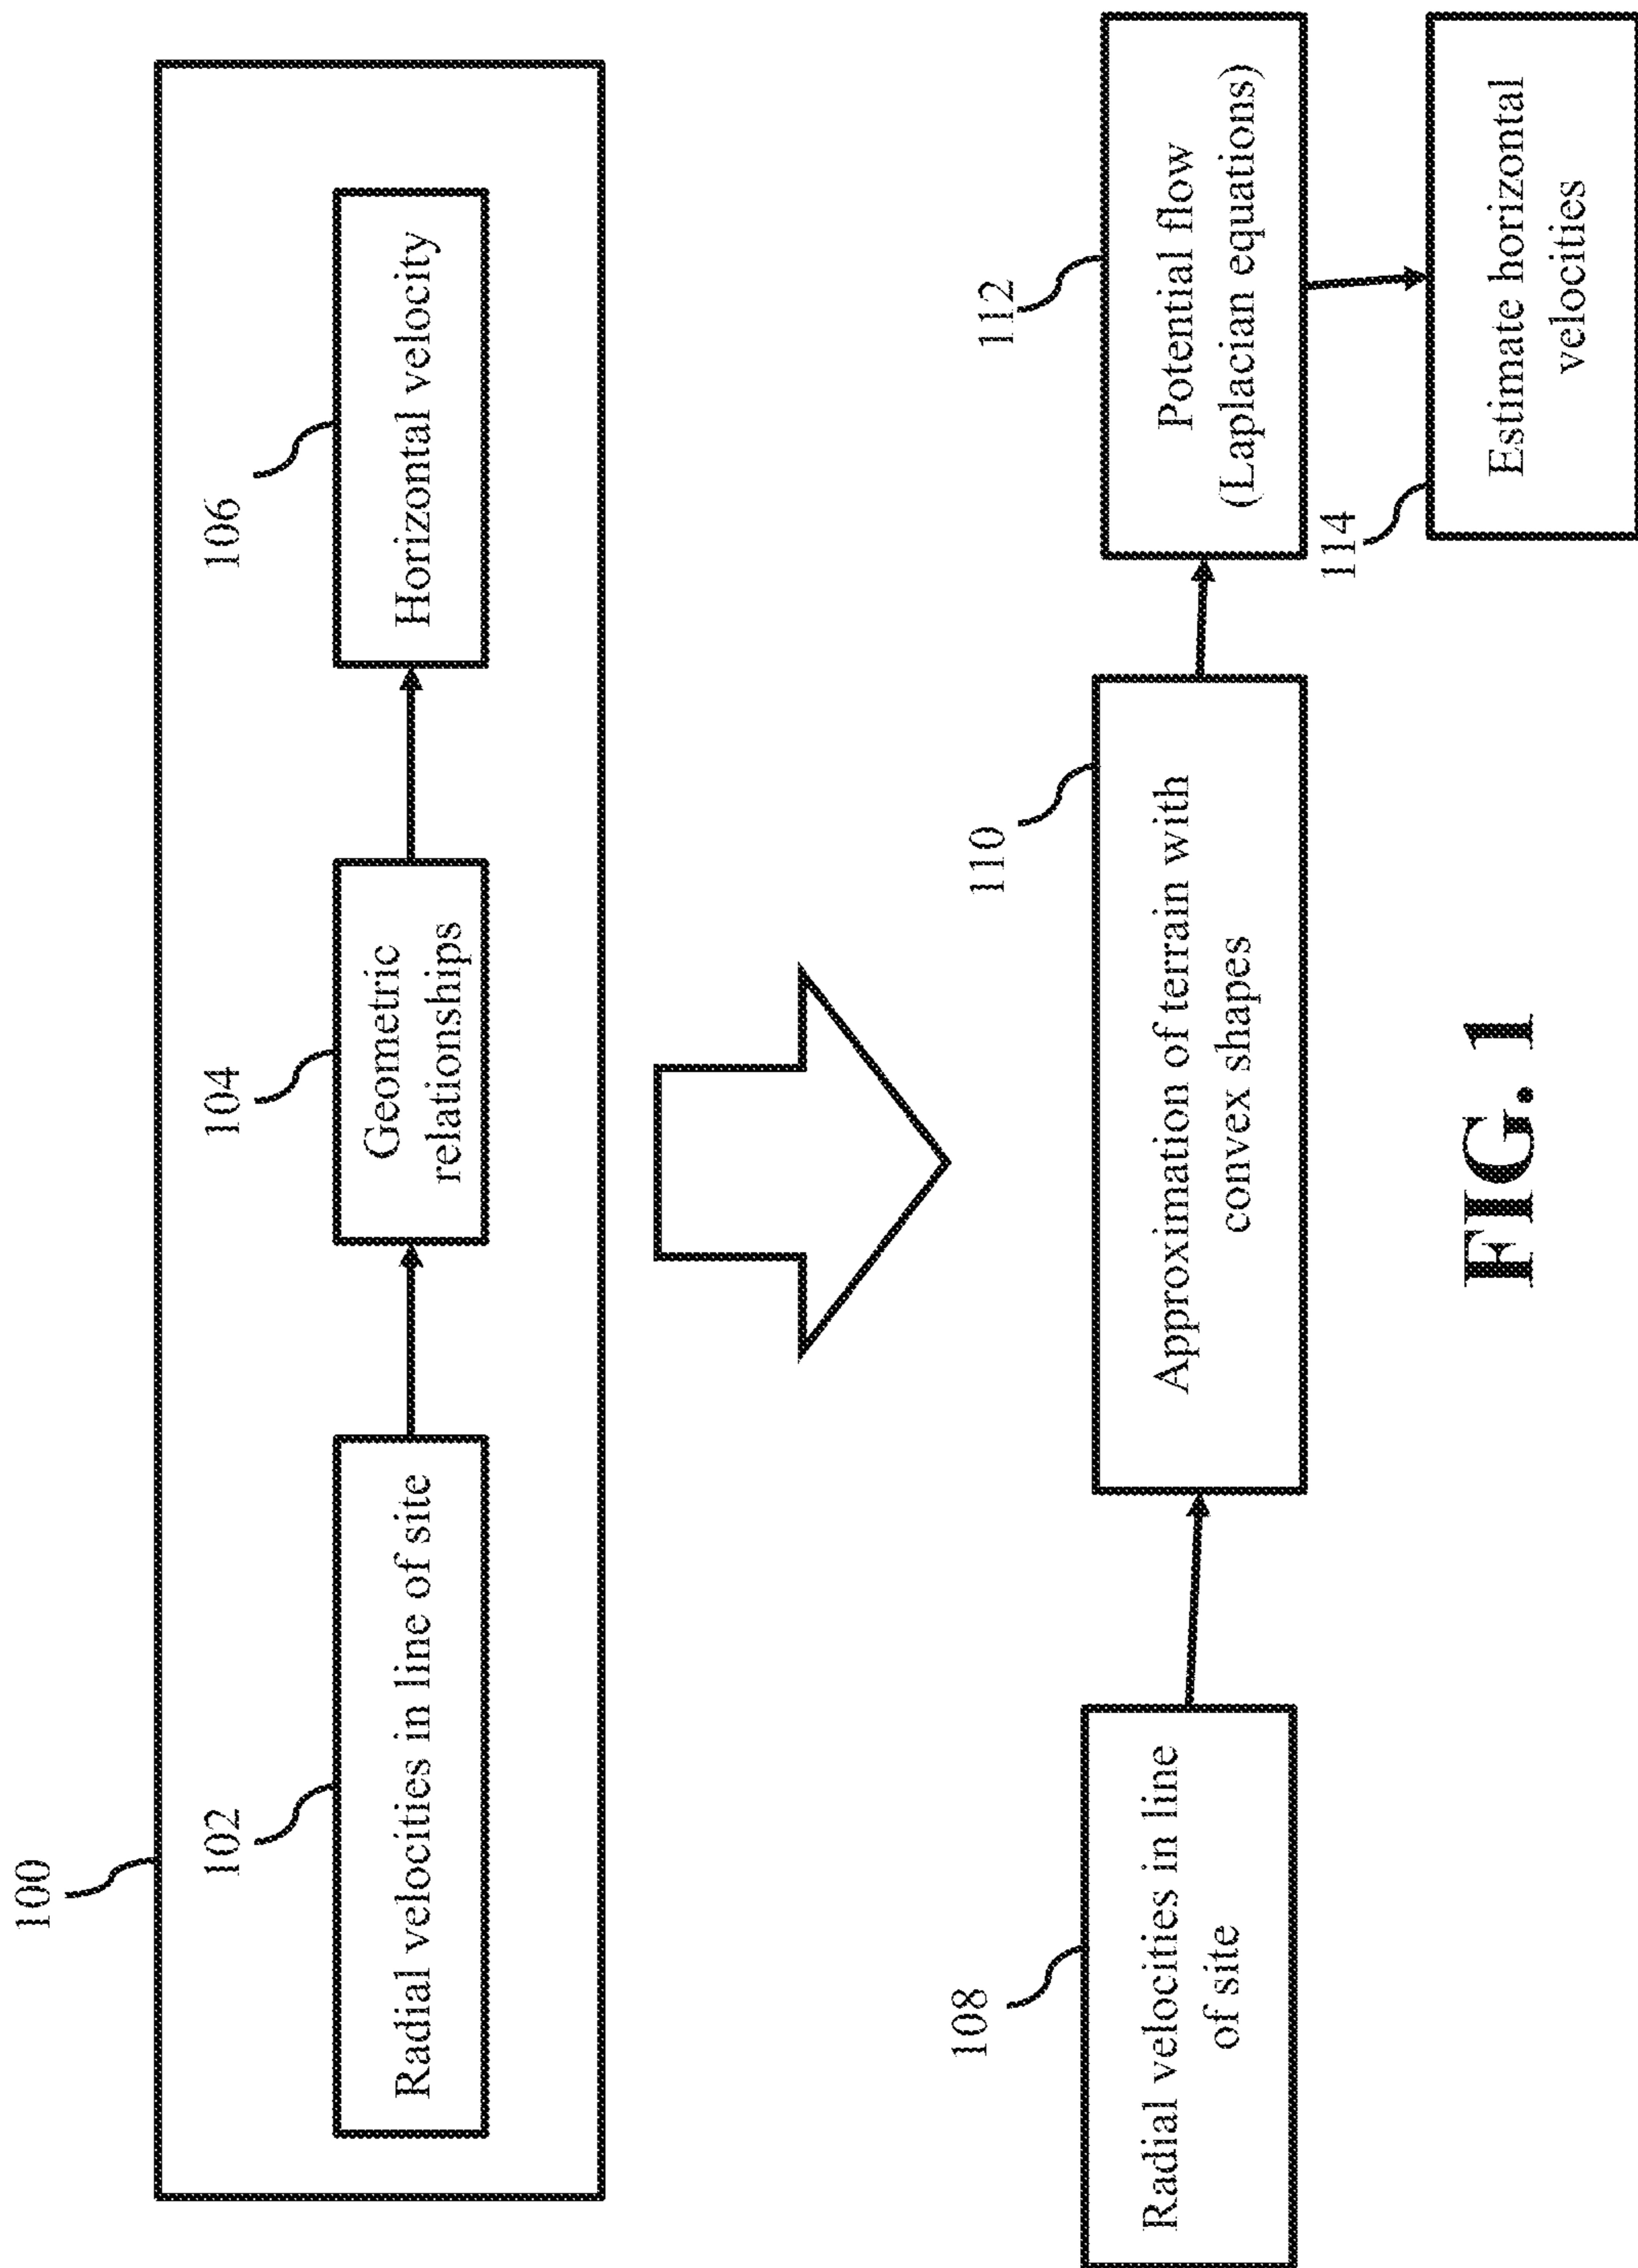 100
102
Radial velocities in line of site
104
Geometric
relationships
106
Horizontal velocity
108
Radial velocities in line
of site
110
Approximation of terrain with
convex shapes
112
Potential flow
(Laplacian equations)
114
Estimate horizontal
velocities
FIG. 1